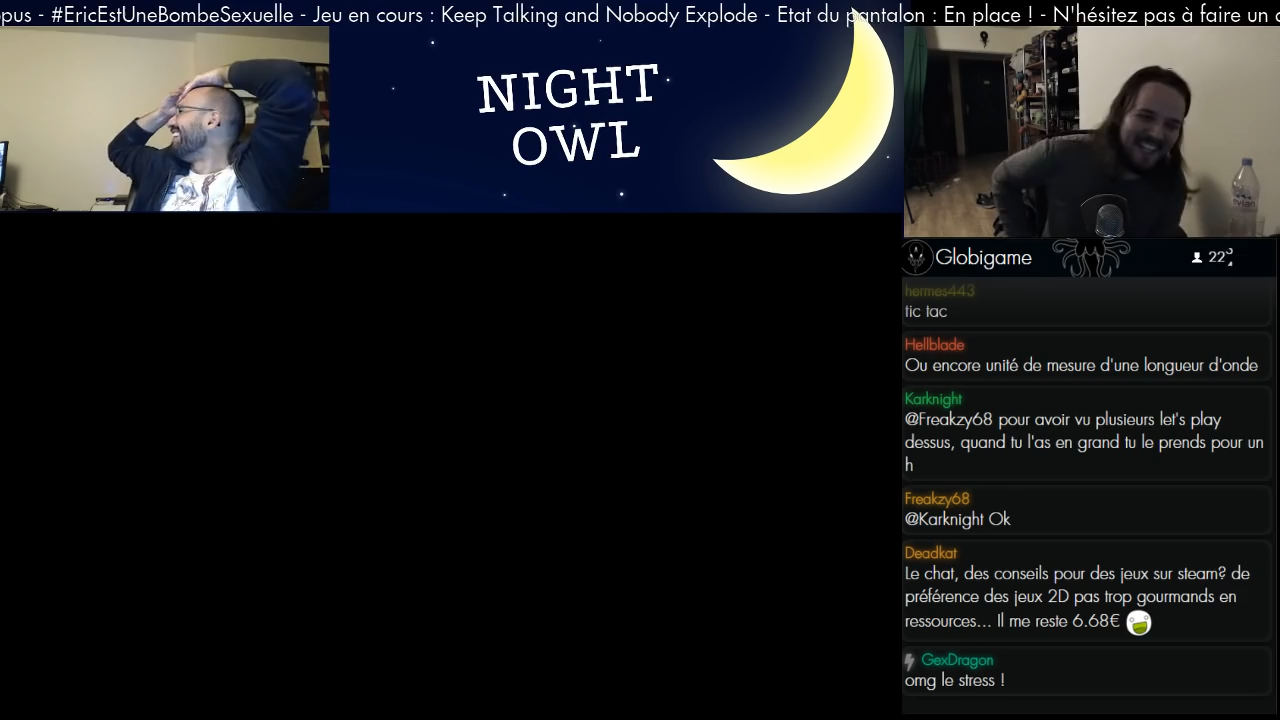 pus - #EricEstUneBombeSexuelle - Jeu en cours : Keep Talking and Nobody Explode - Etat du pantalon : En place ! - N'hésitez pas à faire un
NIGHT
OWL
evian
Globigame
hermes443
tic tac
Hellblade
Ou encore unité de mesure d'une longueur d'onde
Karknight
@Freakzy68 pour avoir vu plusieurs let's play
dessus, quand tu l'as en grand tu le prends pour un
h
Freakzy68
@Karknight Ok
Deadkat
Le chat, des conseils pour des jeux sur steam? de
préférence des jeux 2D pas trop gourmands en
ressources... Il me reste 6.68€
GexDragon
omg le stress !